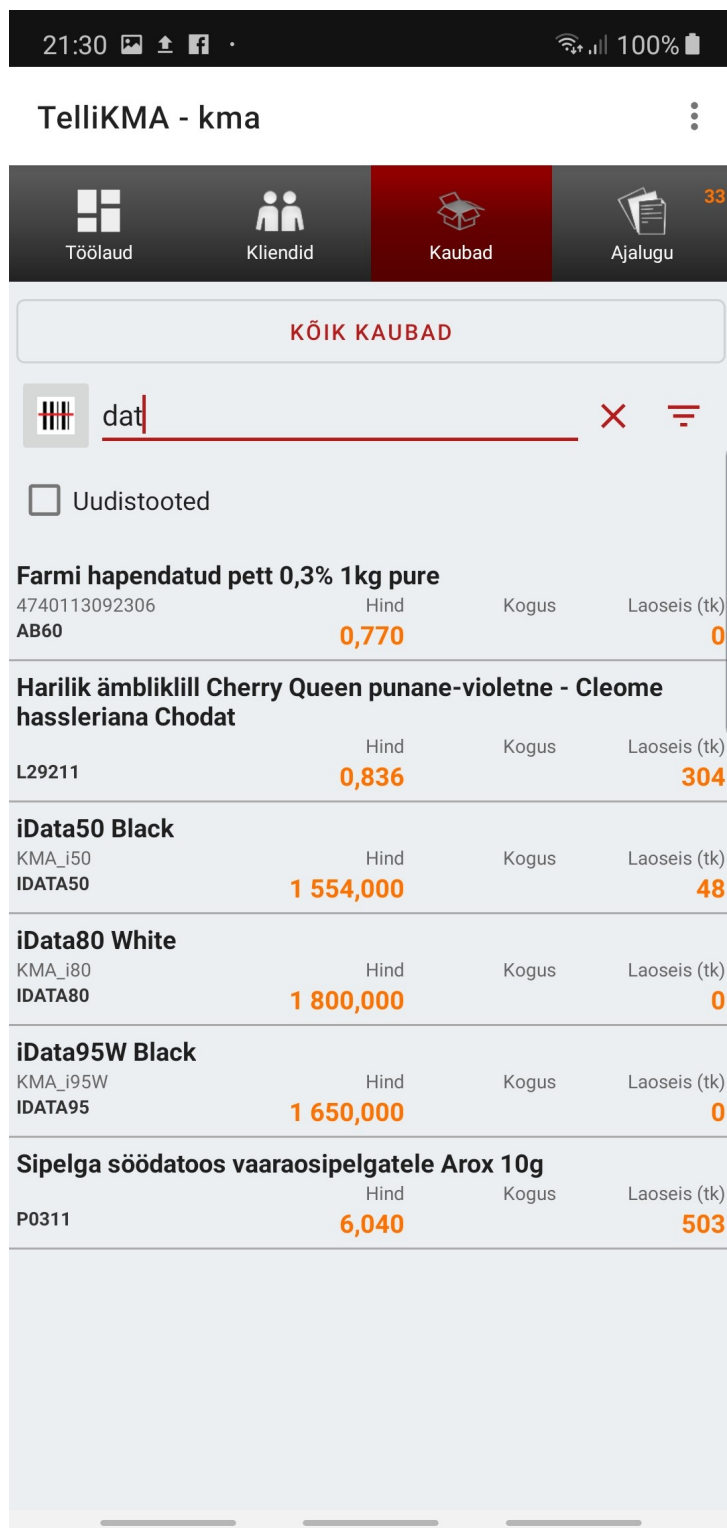 21:30 100%
TelliKMA - kma
Töölaud Kliendid Kaubad Ajalugu 33
KÕIK KAUBAD
dat
Uudistooted
Farmi hapendatud pett 0,3% 1kg pure
4740113092306 Hind Kogus Laoseis (tk)
AB60 0,770 0
Harilik ämbliklill Cherry Queen punane-violetne - Cleome
hassleriana Chodat
Hind Kogus Laoseis (tk)
L29211 0,836 304
iData50 Black
KMA_i50 Hind Kogus Laoseis (tk)
IDATA50 1 554,000 48
iData80 White
KMA_i80 Hind Kogus Laoseis (tk)
IDATA80 1 800,000 0
iData95W Black
KMA_i95W Hind Kogus Laoseis (tk)
IDATA95 1 650,000 0
Sipelga söödatoos vaaraosipelgatele Arox 10g
Hind Kogus Laoseis (tk)
P0311 6,040 503